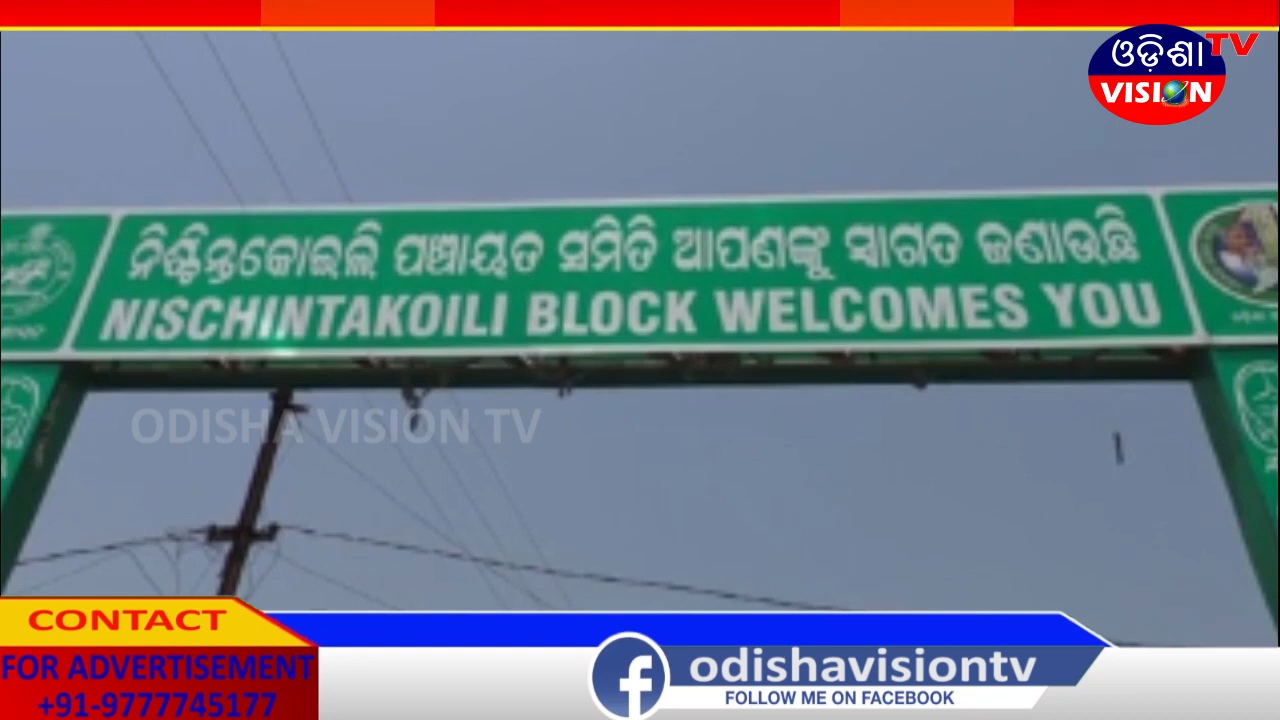 ଓଡ଼ିଶା TV
VISION
ନିଶ୍ଚିନ୍ତକୋଇଲି ପଞ୍ଚାୟତ ସମିତି ଆପଣଙ୍କୁ ସ୍ୱାଗତ ଜଣାଉଛି
NISCHINTAKOILI BLOCK WELCOMES YOU
ODISHA VISION TV
CONTACT
FOR ADVERTISEMENT
+91-9777745177
odishavisiontv
FOLLOW ME ON FACEBOOK